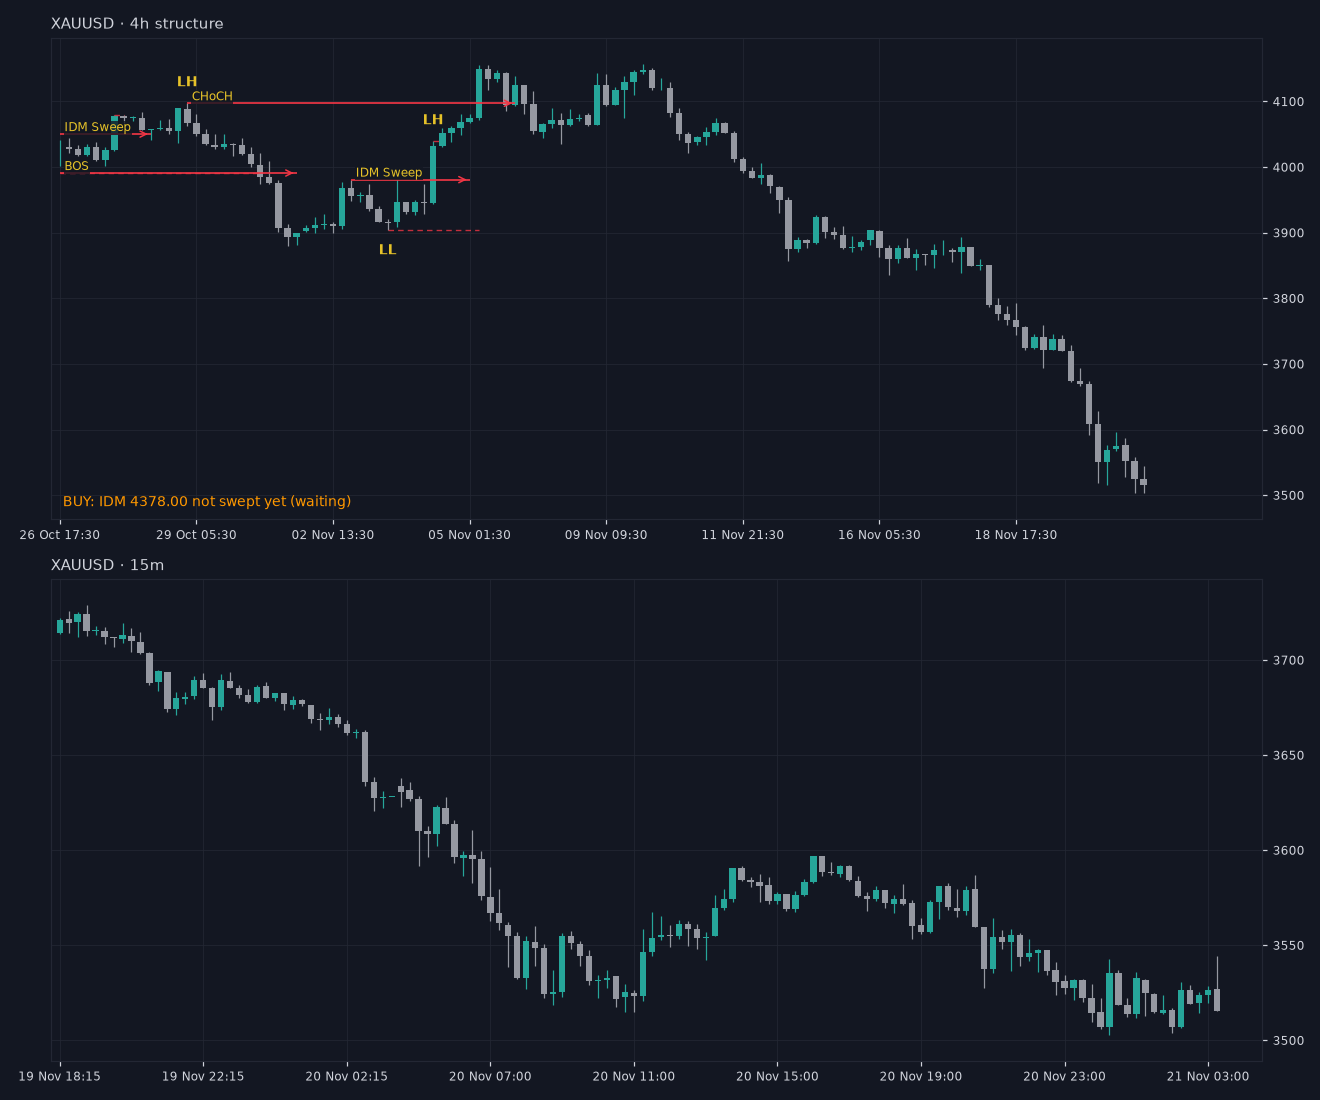 XAUUSD · 4h structure
LH
CHoCH
4100
LH
IDM Sweep
BOS
4000
IDM Sweep
LL
3900
3800
3700
3600
BUY: IDM 4378.00 not swept yet (waiting)
3500
26 Oct 17:30 29 Oct 05:30 02 Nov 13:30 05 Nov 01:30 09 Nov 09:30 11 Nov 21:30 16 Nov 05:30 18 Nov 17:30
XAUUSD · 15m
3700
3650
3600
3550
3500
19 Nov 18:15 19 Nov 22:15 20 Nov 02:15 20 Nov 07:00 20 Nov 11:00 20 Nov 15:00 20 Nov 19:00 20 Nov 23:00 21 Nov 03:00